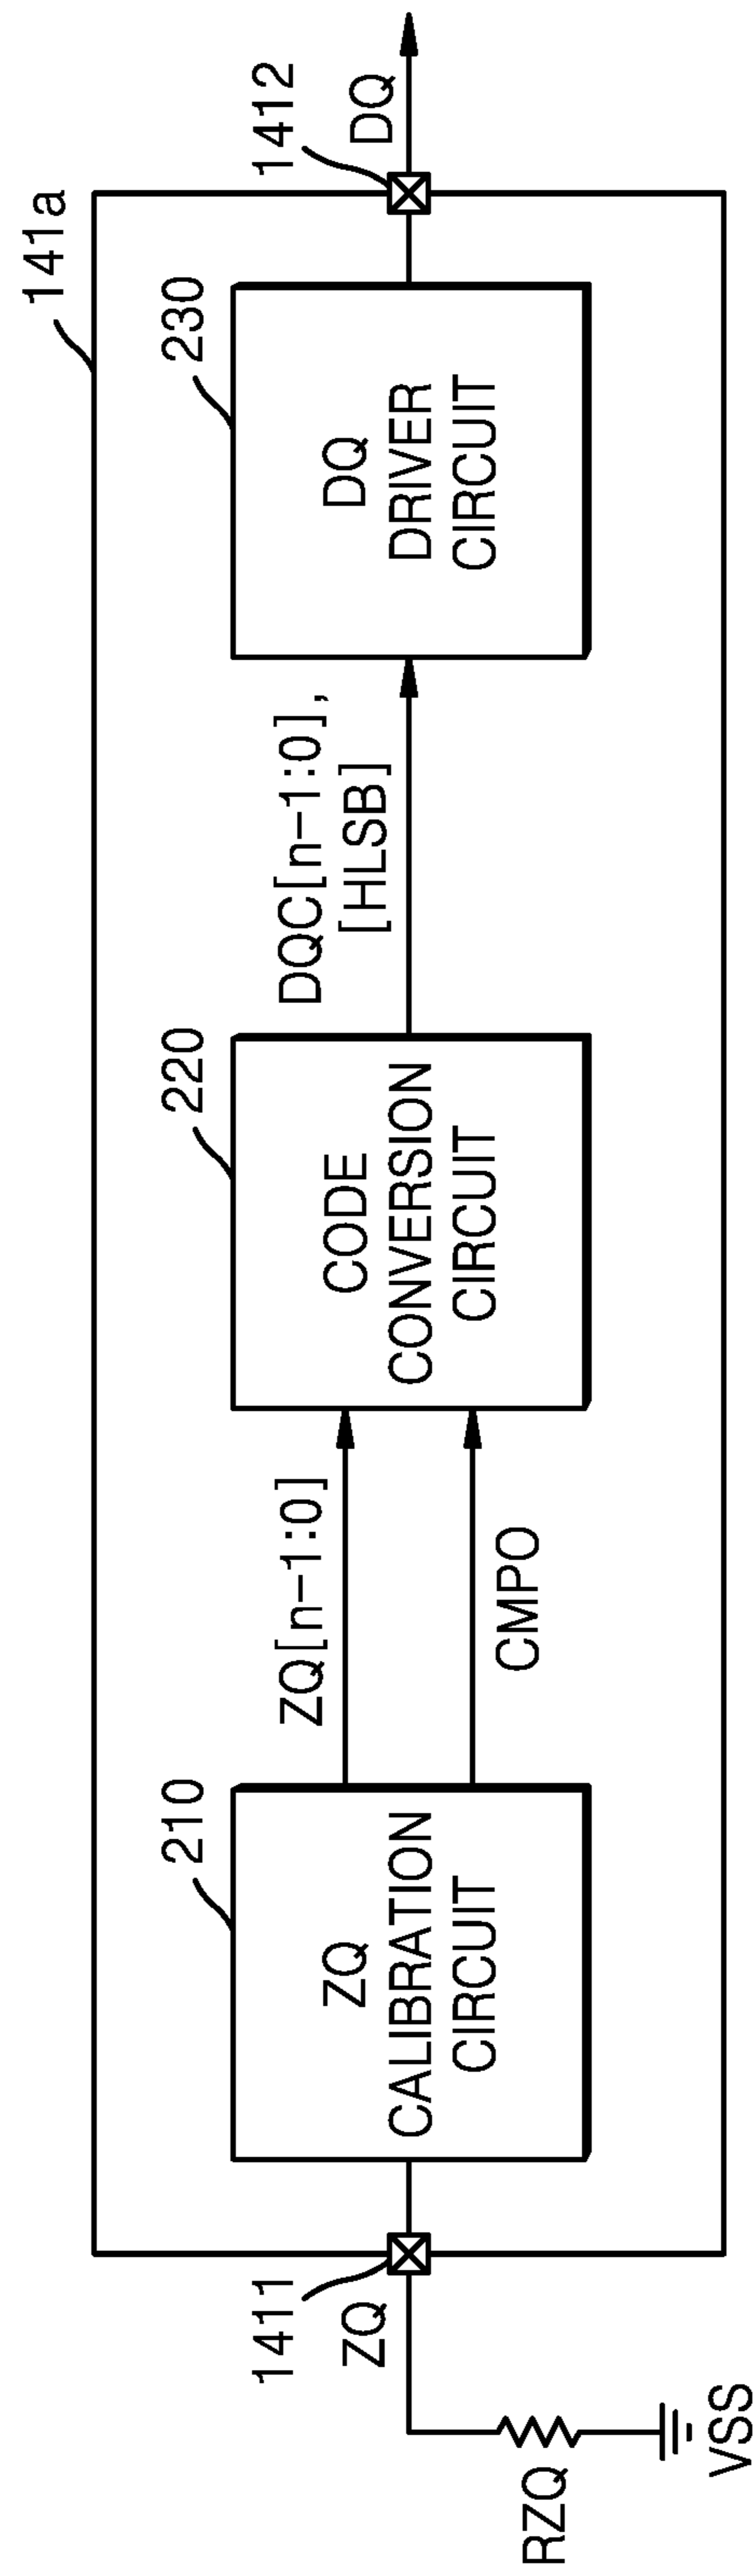 141a
RZQ
VSS
1411
ZQ
210
ZQ
CALIBRATION
CIRCUIT
ZQ[n-1:0]
CMPO
220
CODE
CONVERSION
CIRCUIT
DQC[n-1:0],
[HLSB]
230
DQ
DRIVER
CIRCUIT
1412
DQ